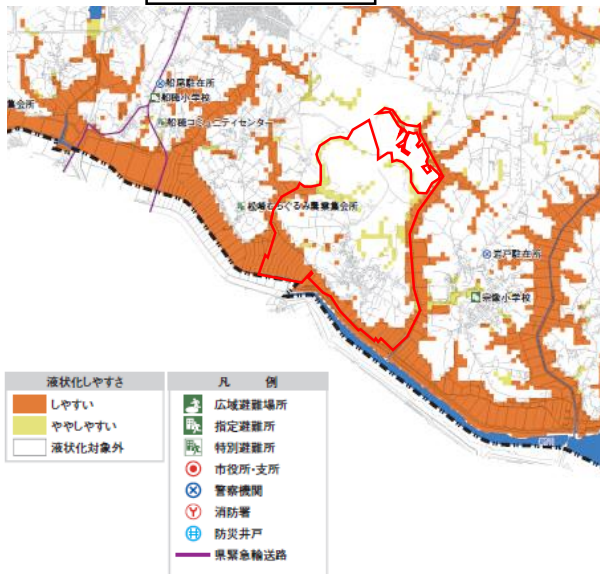 船尾駐在所
船穂小学校
集会所
船穂コミュニティセンター
松崎むらぐるみ農業集会所
岩戸駐在所
宗像小学校
液状化しやすさ
しやすい
ややしやすい
液状化対象外
凡 例
広域避難場所
指定避難所
特別避難所
市役所・支所
警察機関
消防署
防災井戸
県緊急輸送路